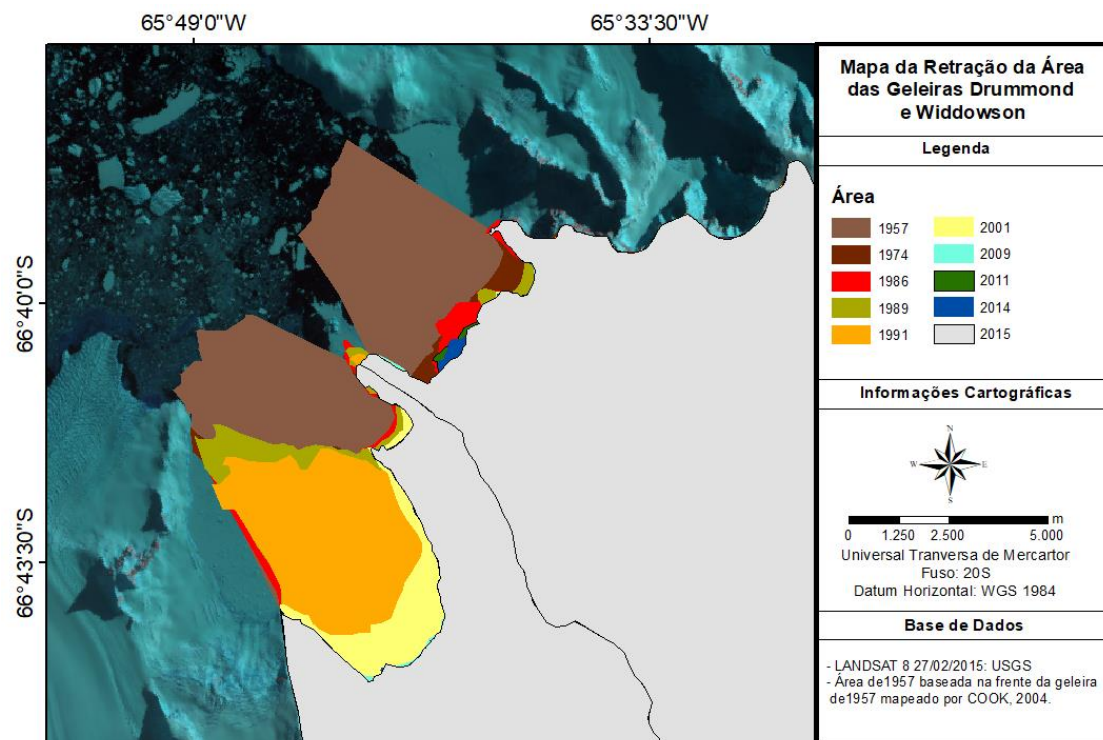 65°49'0"W
65°33'30"W
66°40'0"S
66°43'30"S
Mapa da Retração da Área
das Geleiras Drummond
e Widdowson
Legenda
Área
1957
1974
1986
1989
1991
2001
2009
2011
2014
2015
Informações Cartográficas
N
W
E
S
m
0 1.250 2.500 5.000
Universal Tranversa de Mercartor
Fuso: 20S
Datum Horizontal: WGS 1984
Base de Dados
- LANDSAT 8 27/02/2015: USGS
- Área de1957 baseada na frente da geleira
de1957 mapeado por COOK, 2004.